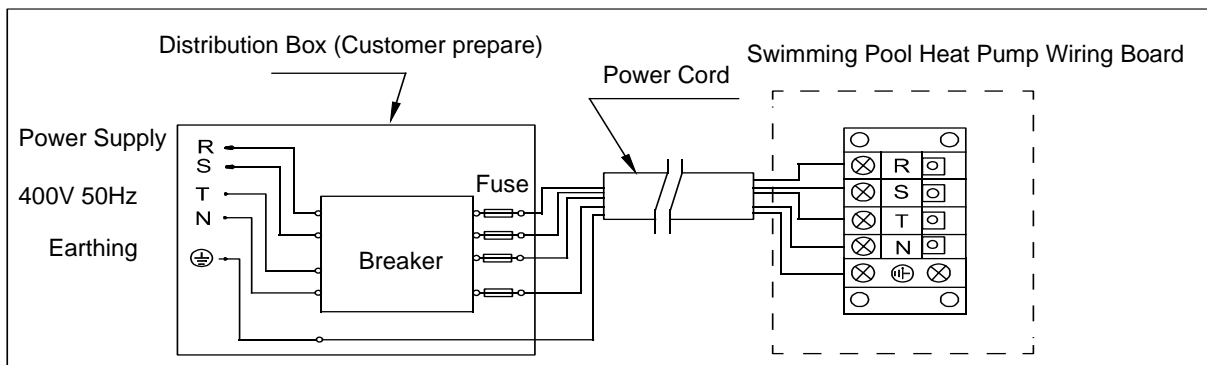 Distribution Box (Customer prepare)
Swimming Pool Heat Pump Wiring Board
Power Cord
Power Supply
400V 50Hz
Earthing
R
S
T
N
Fuse
Breaker
R
S
T
N